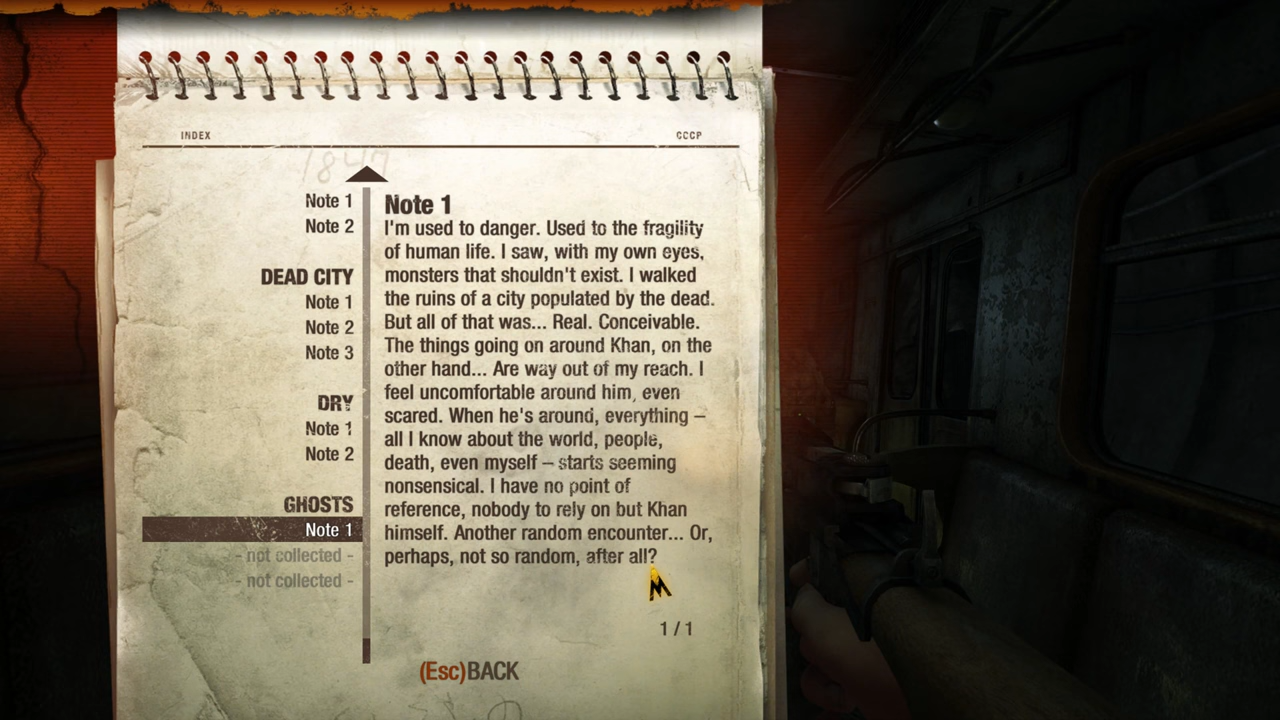 INDEX
CCCP
Note 1
Note 2
DEAD CITY
Note 1
Note 2
Note 3
DRY
Note 1
Note 2
GHOSTS
Note 1
- not collected -
- not collected -
Note 1
I'm used to danger. Used to the fragility
of human life. I saw, with my own eyes,
monsters that shouldn't exist. I walked
the ruins of a city populated by the dead.
But all of that was... Real. Conceivable.
The things going on around Khan, on the
other hand... Are way out of my reach. I
feel uncomfortable around him, even
scared. When he's around, everything –
all I know about the world, people,
death, even myself – starts seeming
nonsensical. I have no point of
reference, nobody to rely on but Khan
himself. Another random encounter... Or,
perhaps, not so random, after all?
1 / 1
(Esc)BACK